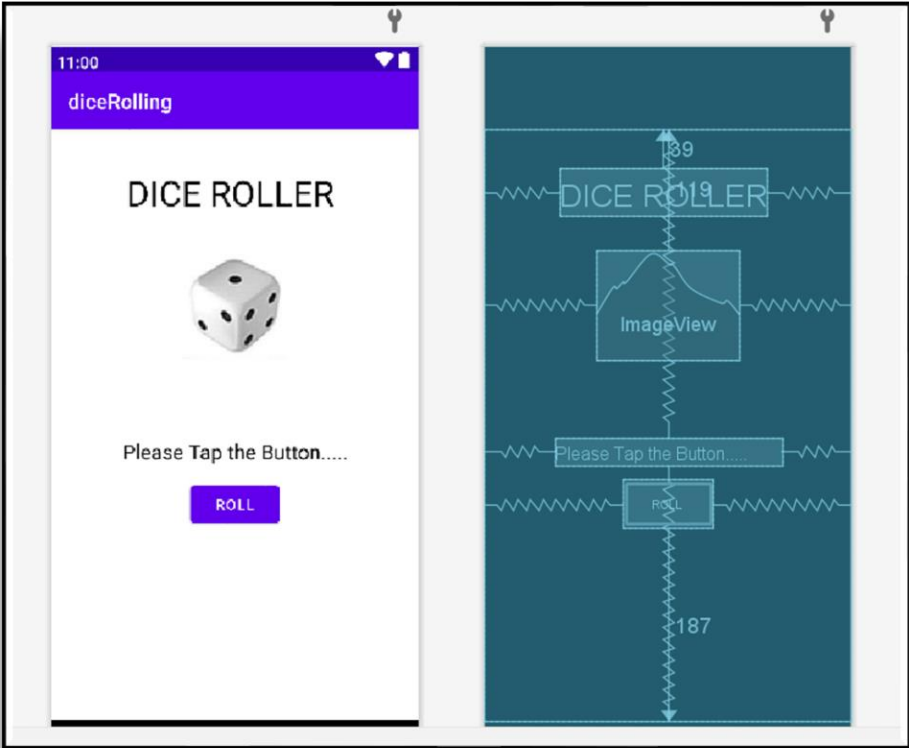 11:00
diceRolling
DICE ROLLER
Please Tap the Button.....
ROLL
39
DICE ROLLER
119
ImageView
Please Tap the Button.....
ROLL
187